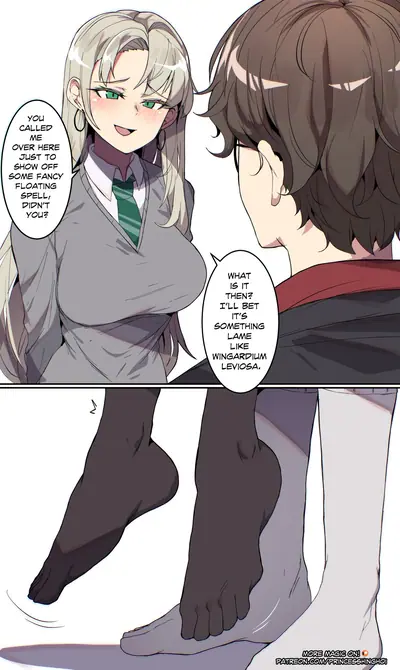 YOU
CALLED
ME
OVER HERE
JUST TO
SHOW OFF
SOME FANCY
FLOATING
SPELL,
DIDN'T
YOU?
WHAT
IS IT
THEN?
I'LL BET
IT'S
SOMETHING
LAME
LIKE
WINGARDIUM
LEVIOSA.
MORE MAGIC ON!
PATREON.COM/PRINCESSHINGHOI